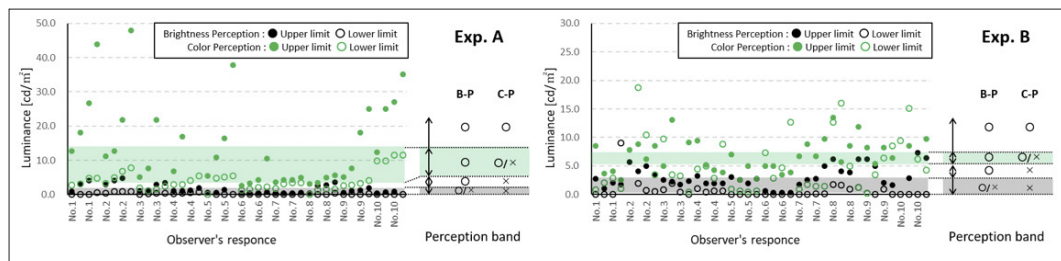 Brightness Perception : ● Upper limit ○ Lower limit
Color Perception : ● Upper limit ○ Lower limit
Exp. A
Luminance [cd/㎡]
50.0
40.0
30.0
20.0
10.0
0.0
B-P C-P
○ ○
○ ○/×
○ ×
○/× ×
No.1 No.1 No.2 No.2 No.3 No.3 No.4 No.4 No.5 No.5 No.6 No.6 No.7 No.7 No.8 No.8 No.9 No.9 No.10 No.10
Observer's responce
Perception band
Brightness Perception : ● Upper limit ○ Lower limit
Color Perception : ● Upper limit ○ Lower limit
Exp. B
Luminance [cd/㎡]
30.0
25.0
20.0
15.0
10.0
5.0
0.0
B-P C-P
○ ○
○ ○/×
○ ×
○/× ×
No.1 No.1 No.2 No.2 No.3 No.3 No.4 No.4 No.5 No.5 No.6 No.6 No.7 No.7 No.8 No.8 No.9 No.9 No.10 No.10
Observer's responce
Perception band